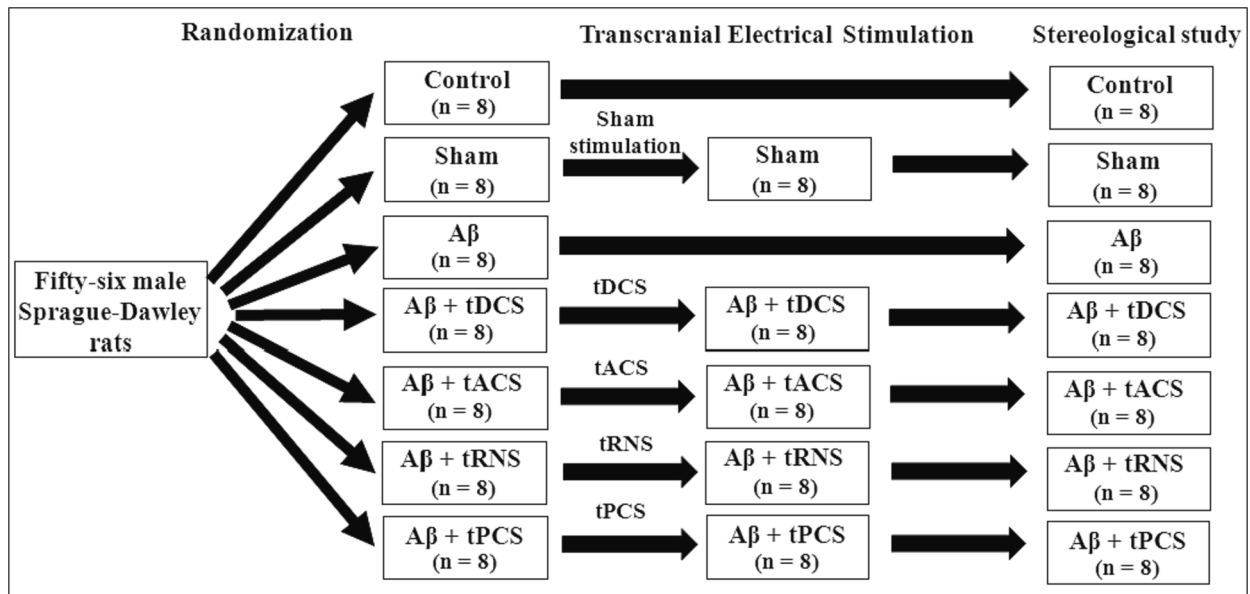 Randomization
Transcranial Electrical Stimulation
Stereological study
Fifty-six male
Sprague-Dawley
rats
Control
(n = 8)
Control
(n = 8)
Sham
(n = 8)
Sham
stimulation
Sham
(n = 8)
Sham
(n = 8)
Aβ
(n = 8)
Aβ
(n = 8)
Aβ + tDCS
(n = 8)
tDCS
Aβ + tDCS
(n = 8)
Aβ + tDCS
(n = 8)
Aβ + tACS
(n = 8)
tACS
Aβ + tACS
(n = 8)
Aβ + tACS
(n = 8)
Aβ + tRNS
(n = 8)
tRNS
Aβ + tRNS
(n = 8)
Aβ + tRNS
(n = 8)
Aβ + tPCS
(n = 8)
tPCS
Aβ + tPCS
(n = 8)
Aβ + tPCS
(n = 8)